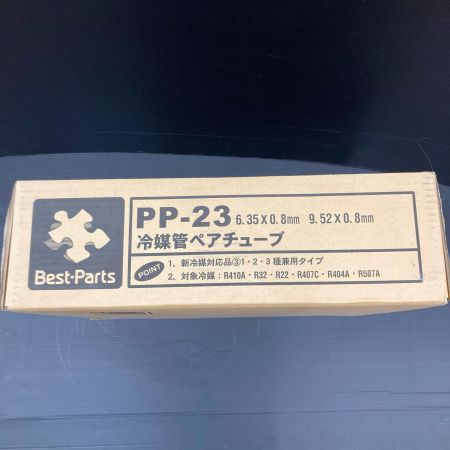 PP-23 6.35X0.8mm 9.52X0.8mm
冷媒管ペアチューブ
Best-Parts
POINT
1、新冷媒対応品③1・2・3種兼用タイプ
2、対象冷媒：R410A・R32・R22・R407C・R404A・R507A